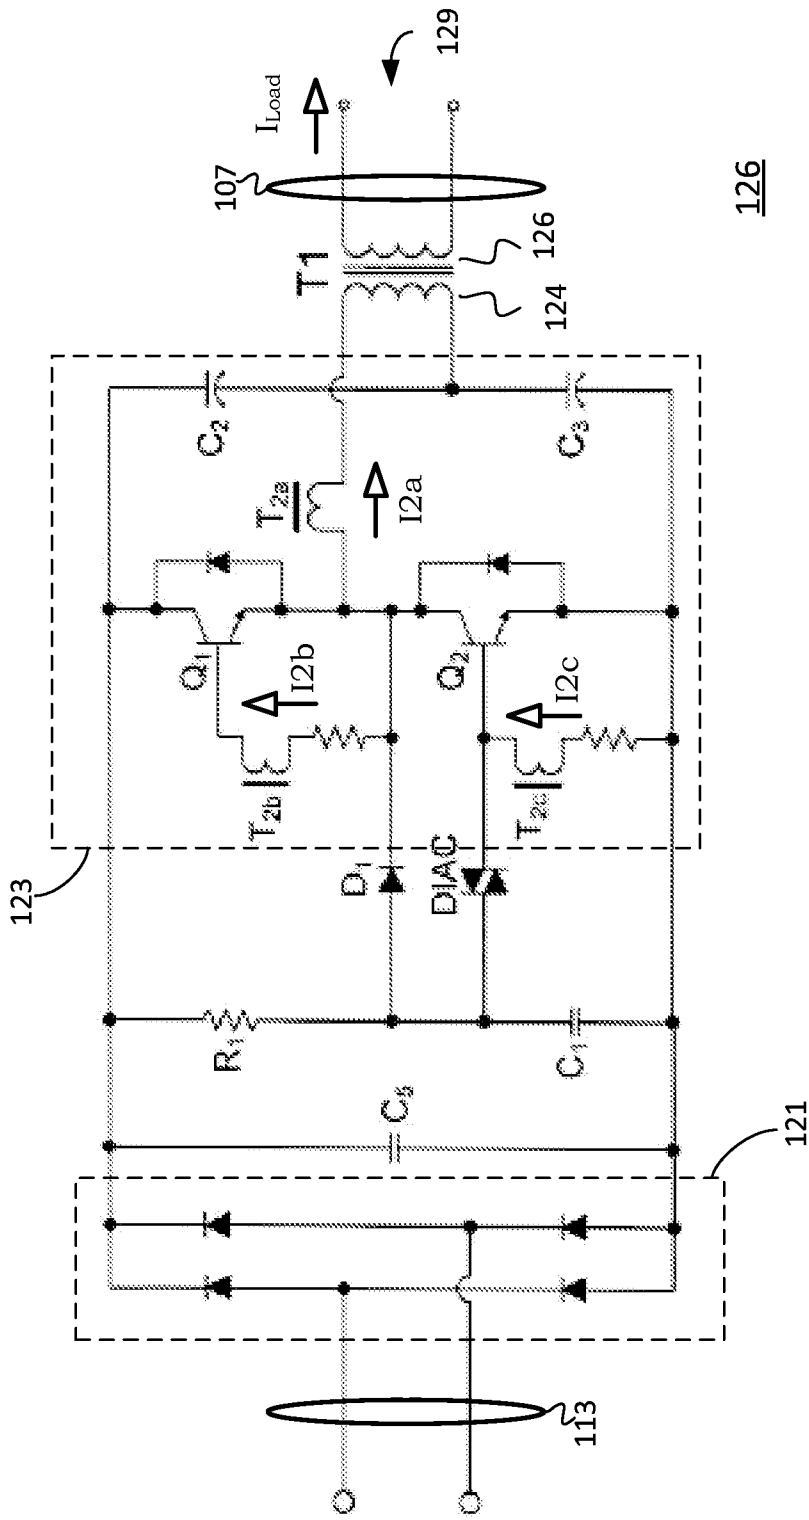 129
I_Load
107
126
T1
126
124
C₂
C₃
T₂ₐ
I2a
Q₁
I2b
Q₂
I2c
T₂b
T₂c
123
D₁
DIAC
R₁
C₁
C₅
121
113